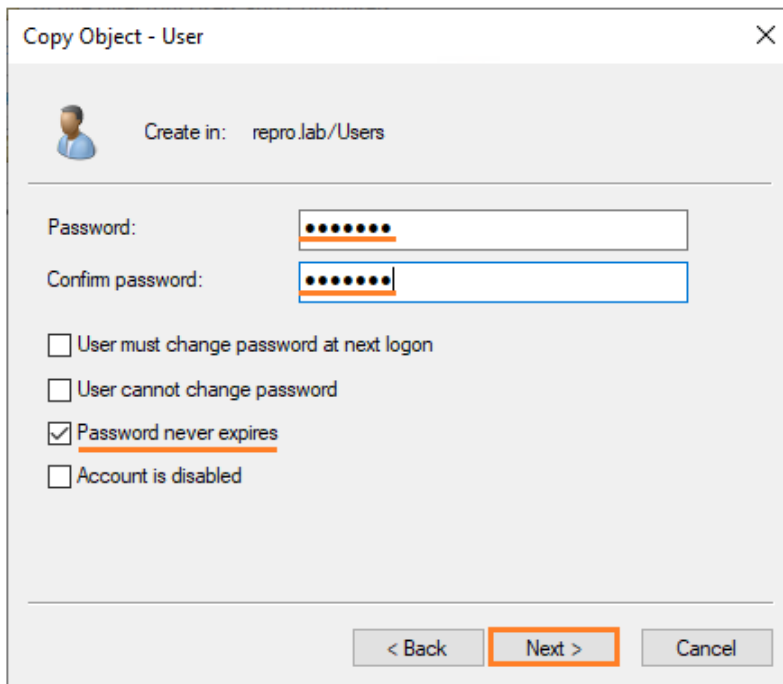 Copy Object - User
Create in: repro.lab/Users
Password: ●●●●●●●
Confirm password: ●●●●●●●
User must change password at next logon
User cannot change password
Password never expires
Account is disabled
< Back Next > Cancel